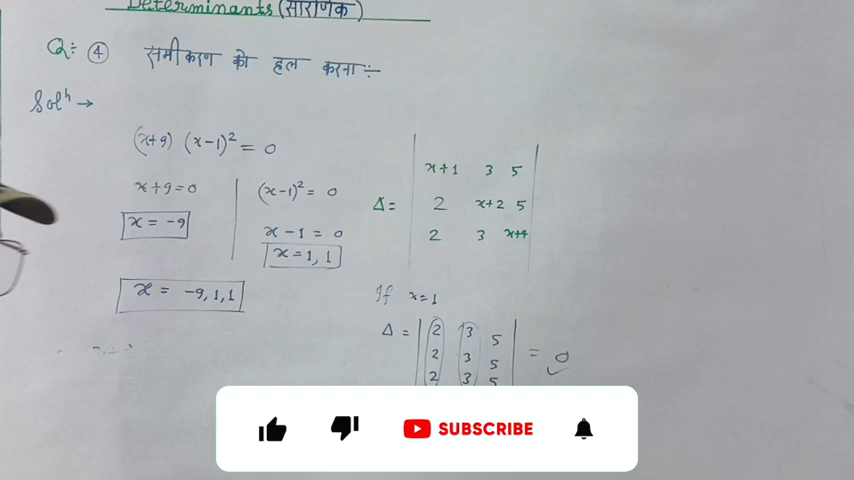 Determinants (सारणिक)
Q:- ④ समीकरण को हल करना :-
Solⁿ →
(x+9) (x-1)² = 0
x+9=0
x = -9
(x-1)² = 0
x-1 = 0
x = 1, 1
x = -9, 1, 1
Δ =
x+1 3 5
2 x+2 5
2 3 x+4
If x=1
Δ =
2 3 5
2 3 5
2 3 5
= 0
SUBSCRIBE